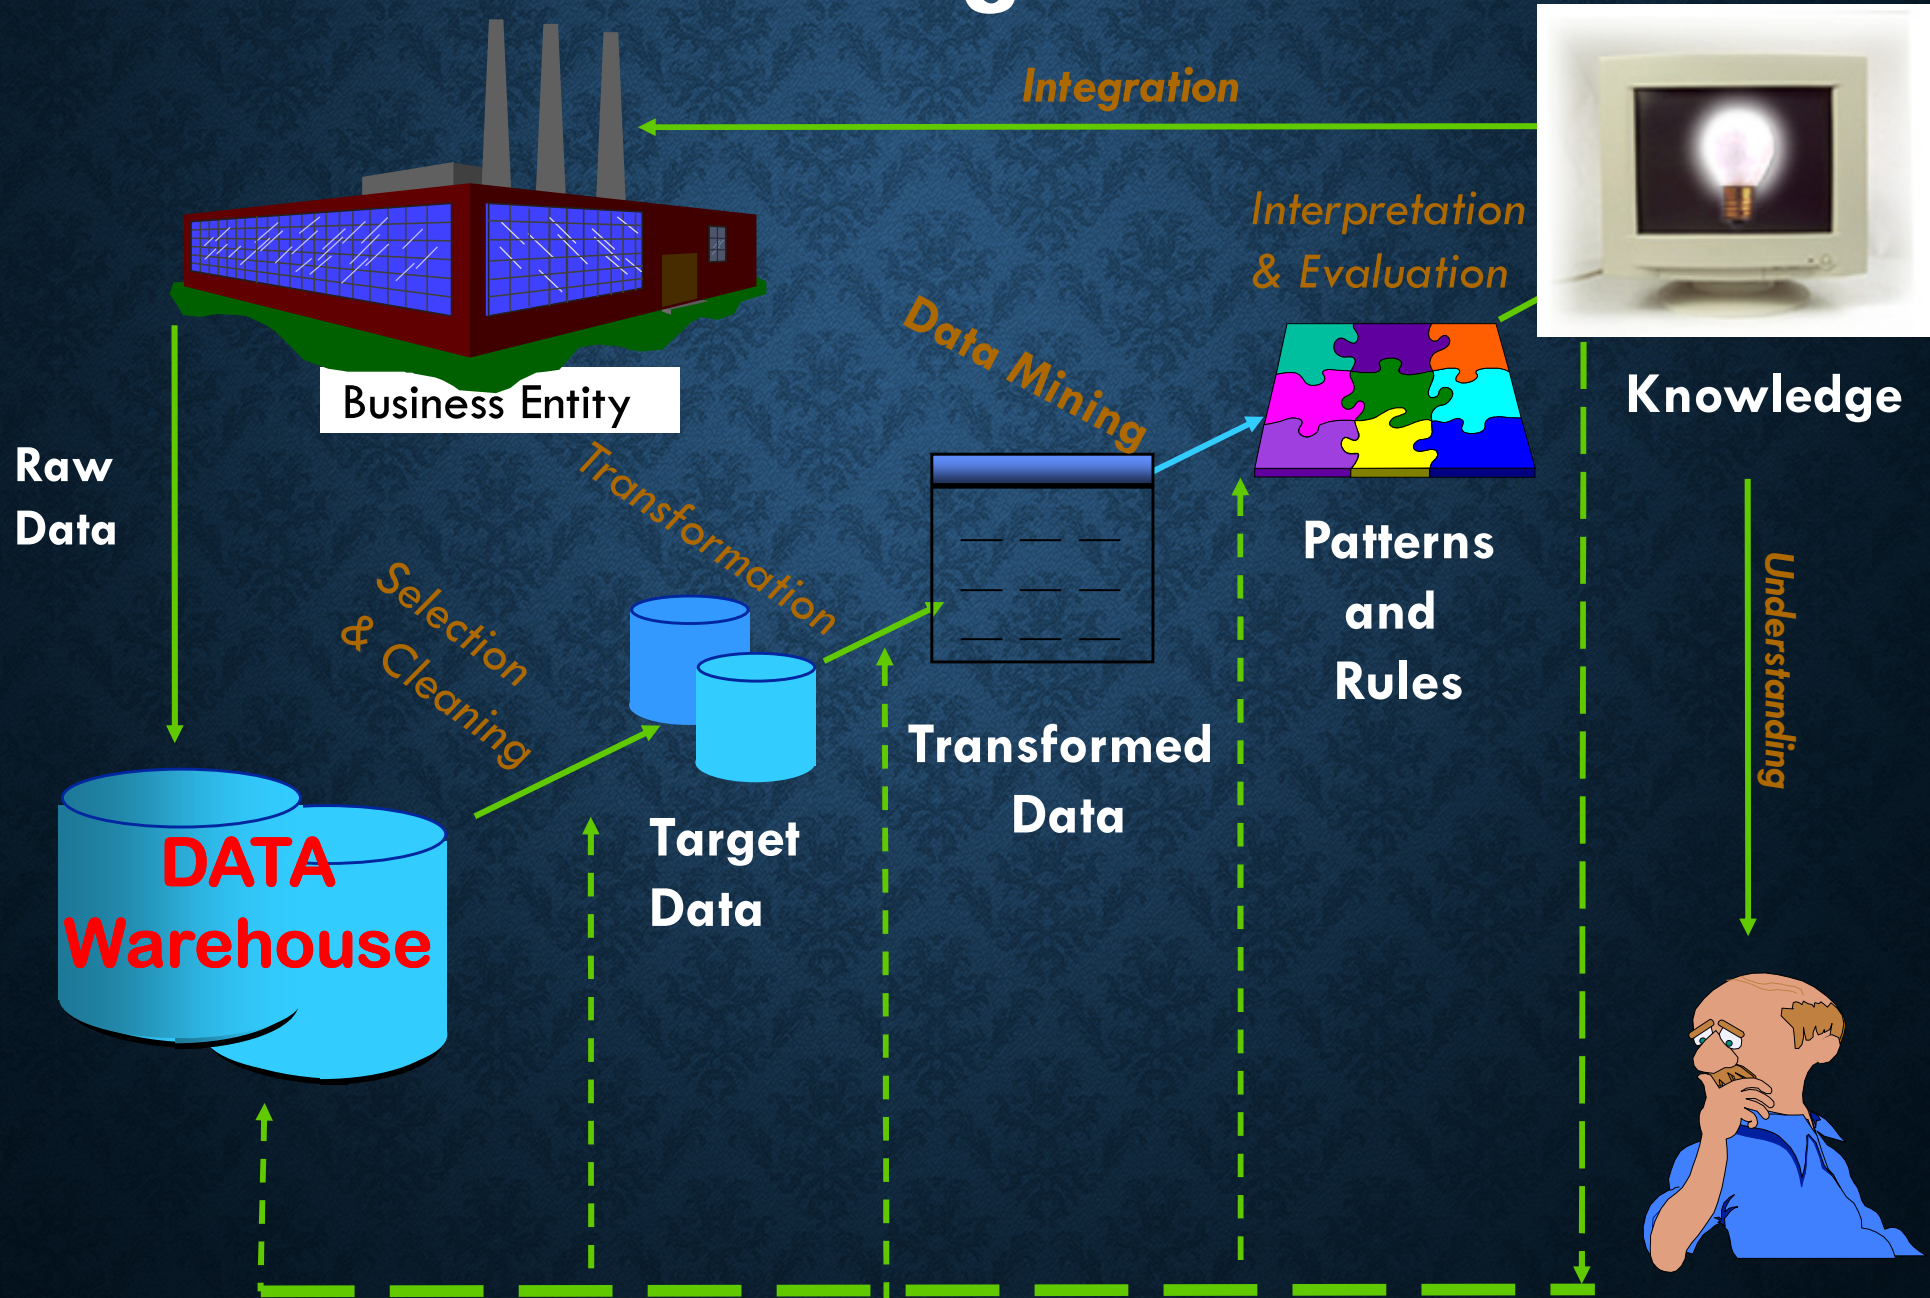 Integration
Interpretation
& Evaluation
Data Mining
Business Entity
Knowledge
Raw
Data
Transformation
Selection
& Cleaning
Patterns
and
Rules
Understanding
Transformed
Data
Target
Data
DATA
Warehouse